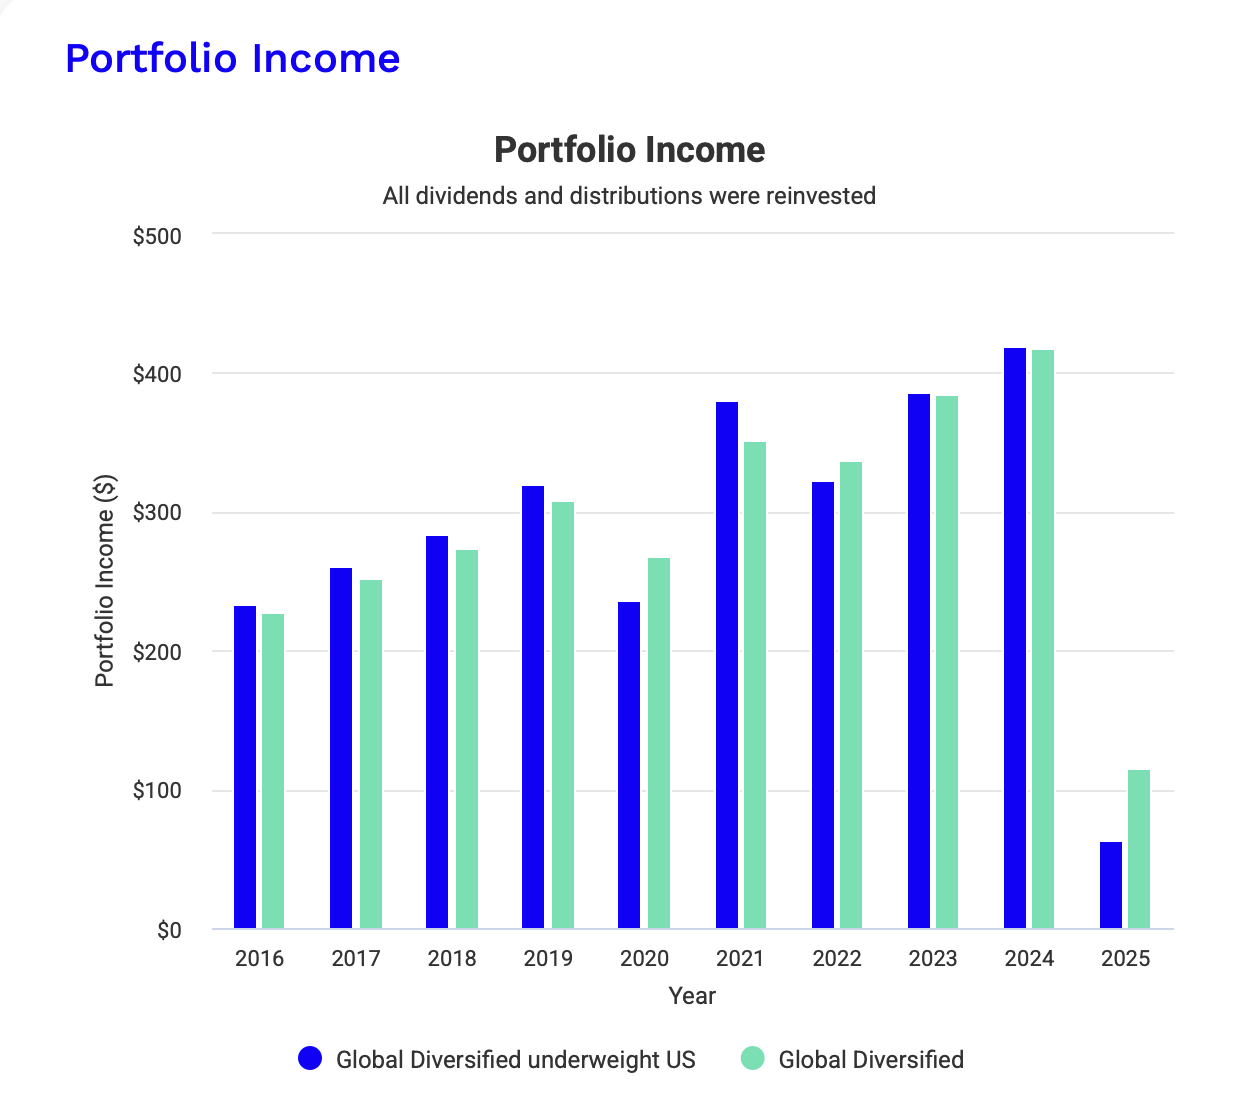 Portfolio Income
Portfolio Income
All dividends and distributions were reinvested
$500
$400
$300
$200
$100
$0
Portfolio Income ($)
2016 2017 2018 2019 2020 2021 2022 2023 2024 2025
Year
Global Diversified underweight US Global Diversified